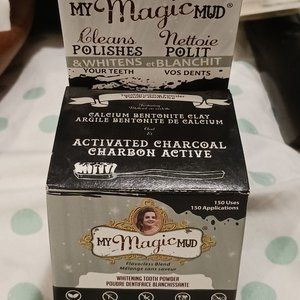 MY Magic MUD®
Cleans Nettoie
POLISHES POLIT
& WHITENS et BLANCHIT
YOUR TEETH VOS DENTS
CALCIUM BENTONITE CLAY
ARGILE BENTONITE DE CALCIUM
And
Et
ACTIVATED CHARCOAL
CHARBON ACTIVE
150 Uses
150 Applications
MY Magic MUD
Flavorless Blend
Mélange sans saveur
WHITENING TOOTH POWDER
POUDRE DENTIFRICE BLANCHISSANTE